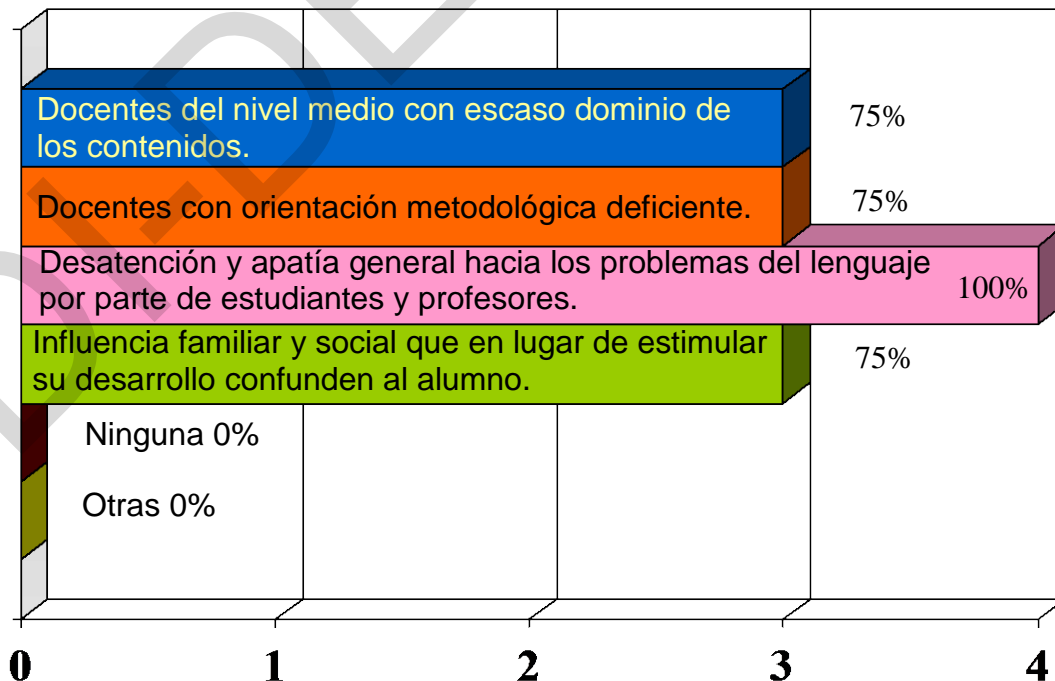 Docentes del nivel medio con escaso dominio de
los contenidos.
75%
Docentes con orientación metodológica deficiente.
75%
Desatención y apatía general hacia los problemas del lenguaje
por parte de estudiantes y profesores.
100%
Influencia familiar y social que en lugar de estimular
su desarrollo confunden al alumno.
75%
Ninguna 0%
Otras 0%
0 1 2 3 4